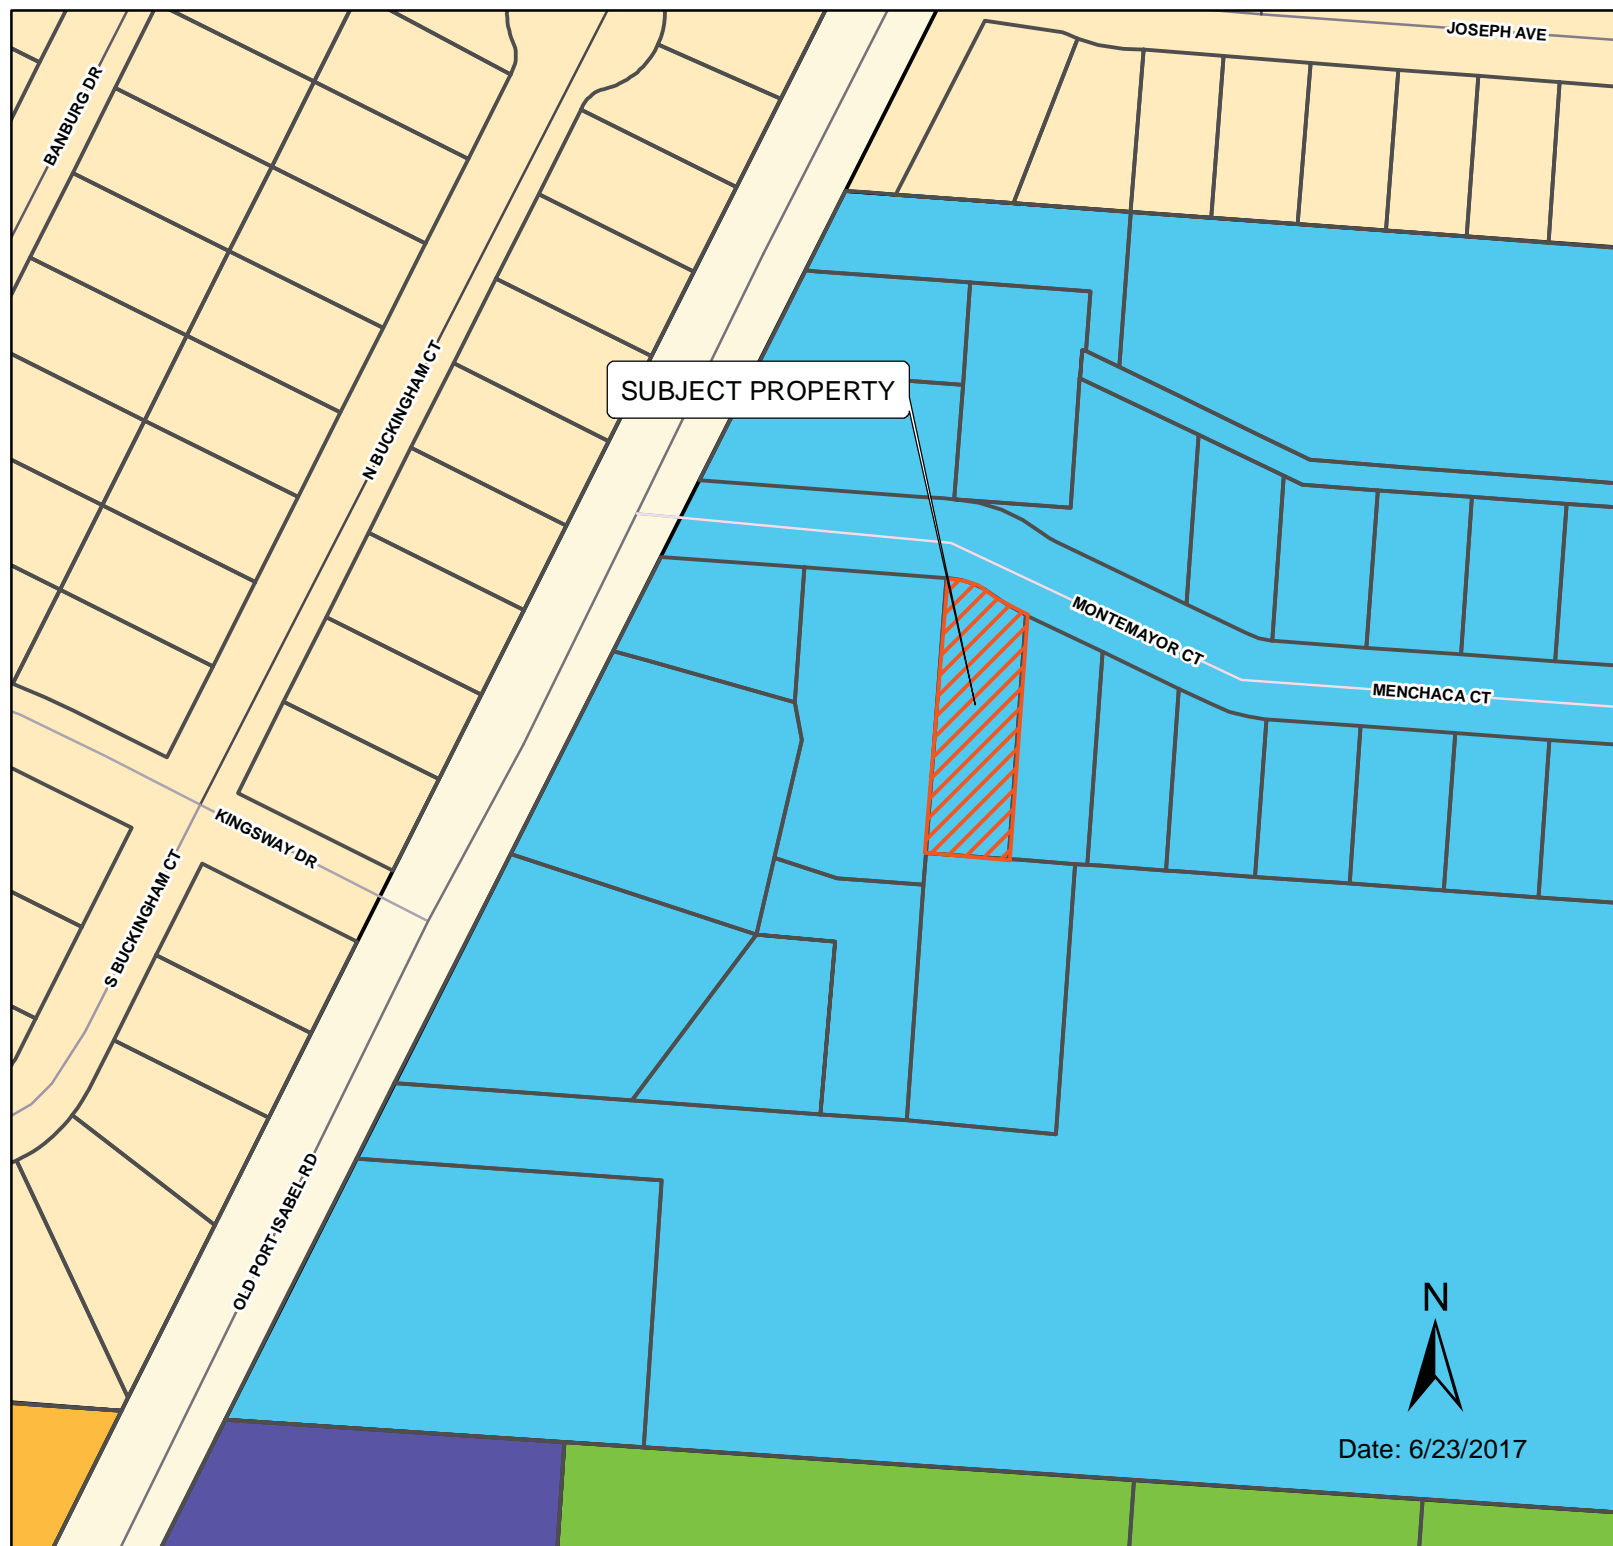 JOSEPH AVE
BANBURG DR
N BUCKINGHAM CT
SUBJECT PROPERTY
MONTEMAYOR CT
MENCHACA CT
KINGSWAY DR
S BUCKINGHAM CT
OLD PORT ISABEL RD
N
Date: 6/23/2017